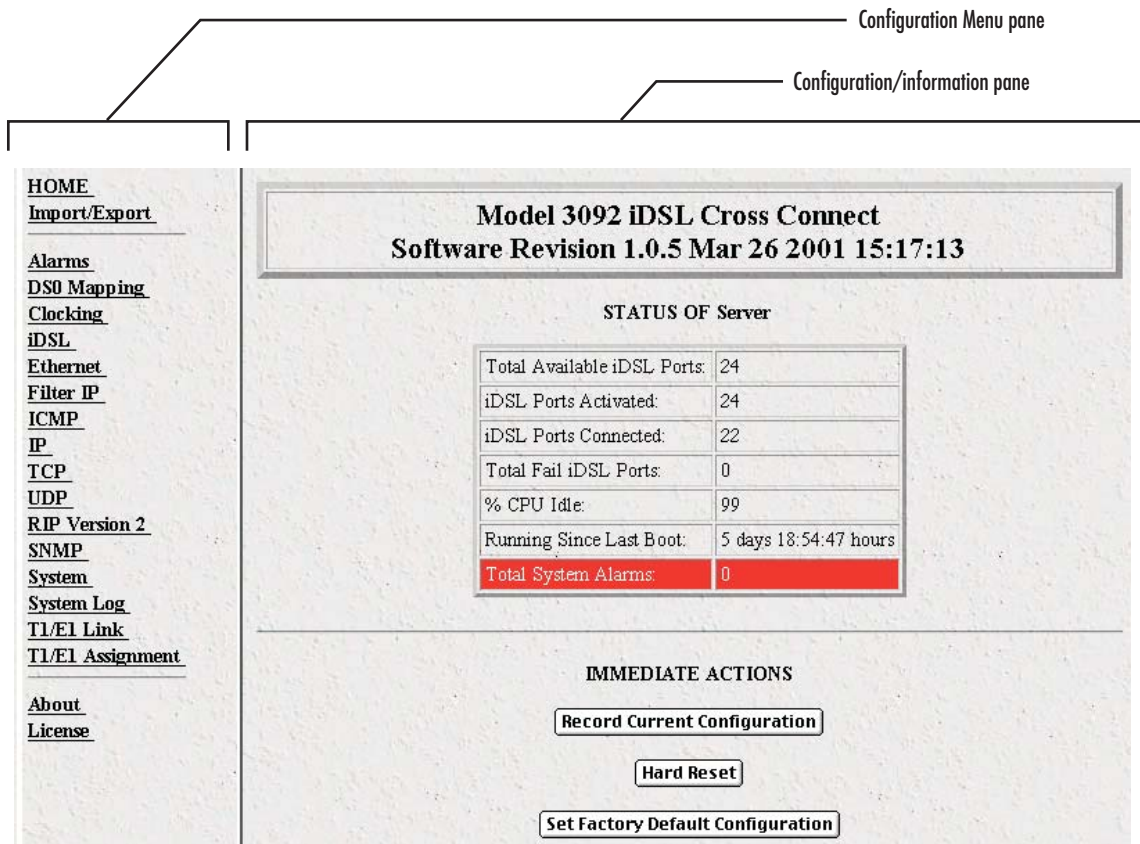 Configuration Menu pane
Configuration/information pane
HOME
Import/Export
Alarms
DS0 Mapping
Clocking
iDSL
Ethernet
Filter IP
ICMP
IP
TCP
UDP
RIP Version 2
SNMP
System
System Log
T1/E1 Link
T1/E1 Assignment
About
License
Model 3092 iDSL Cross Connect
Software Revision 1.0.5 Mar 26 2001 15:17:13
STATUS OF Server
Total Available iDSL Ports: 24
iDSL Ports Activated: 24
iDSL Ports Connected: 22
Total Fail iDSL Ports: 0
% CPU Idle: 99
Running Since Last Boot: 5 days 18:54:47 hours
Total System Alarms: 0
IMMEDIATE ACTIONS
Record Current Configuration
Hard Reset
Set Factory Default Configuration